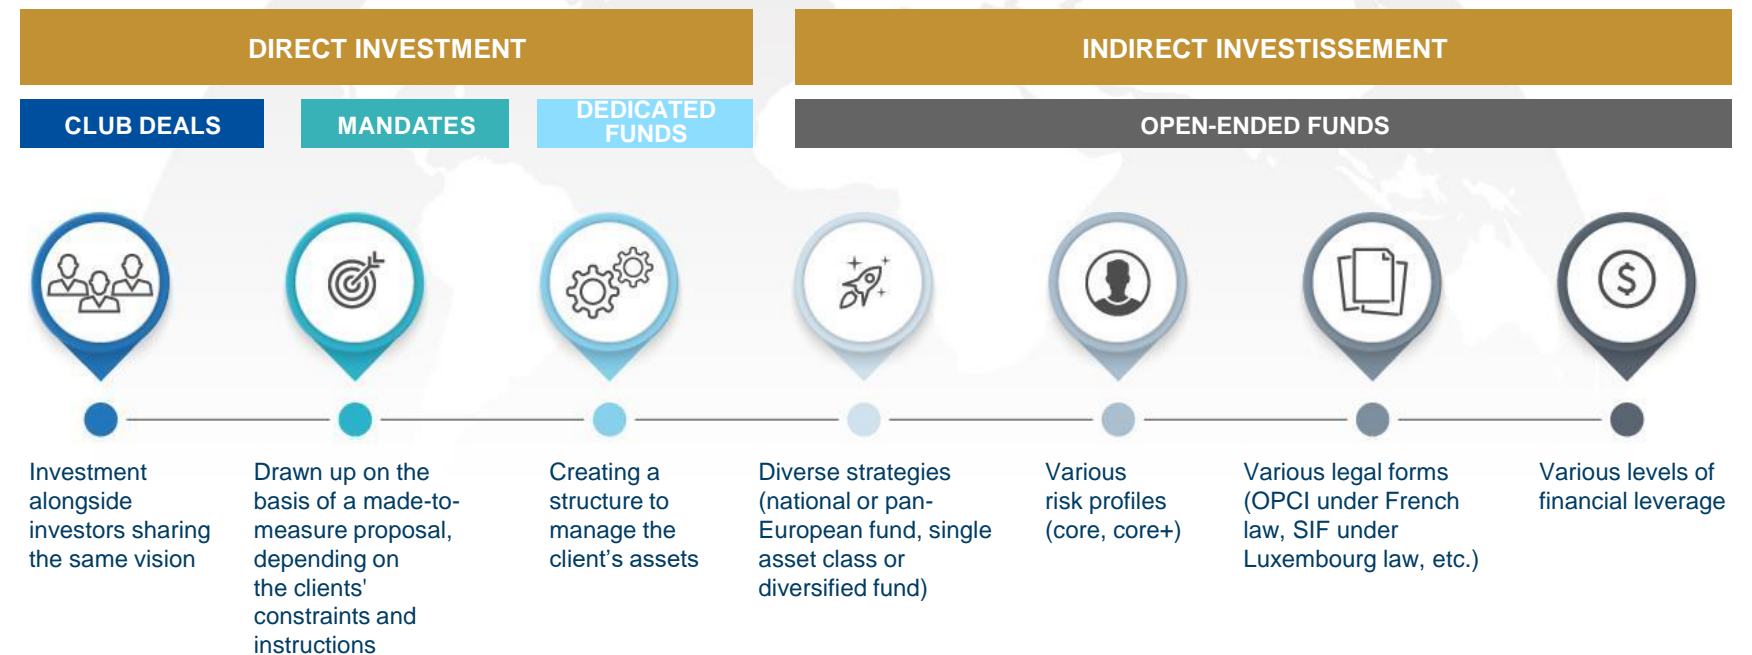 DIRECT INVESTMENT
INDIRECT INVESTISSEMENT
CLUB DEALS
MANDATES
DEDICATED
FUNDS
OPEN-ENDED FUNDS
$
Investment
alongside
investors sharing
the same vision
Drawn up on the
basis of a made-to-
measure proposal,
depending on
the clients'
constraints and
instructions
Creating a
structure to
manage the
client’s assets
Diverse strategies
(national or pan-
European fund, single
asset class or
diversified fund)
Various
risk profiles
(core, core+)
Various legal forms
(OPCI under French
law, SIF under
Luxembourg law, etc.)
Various levels of
financial leverage